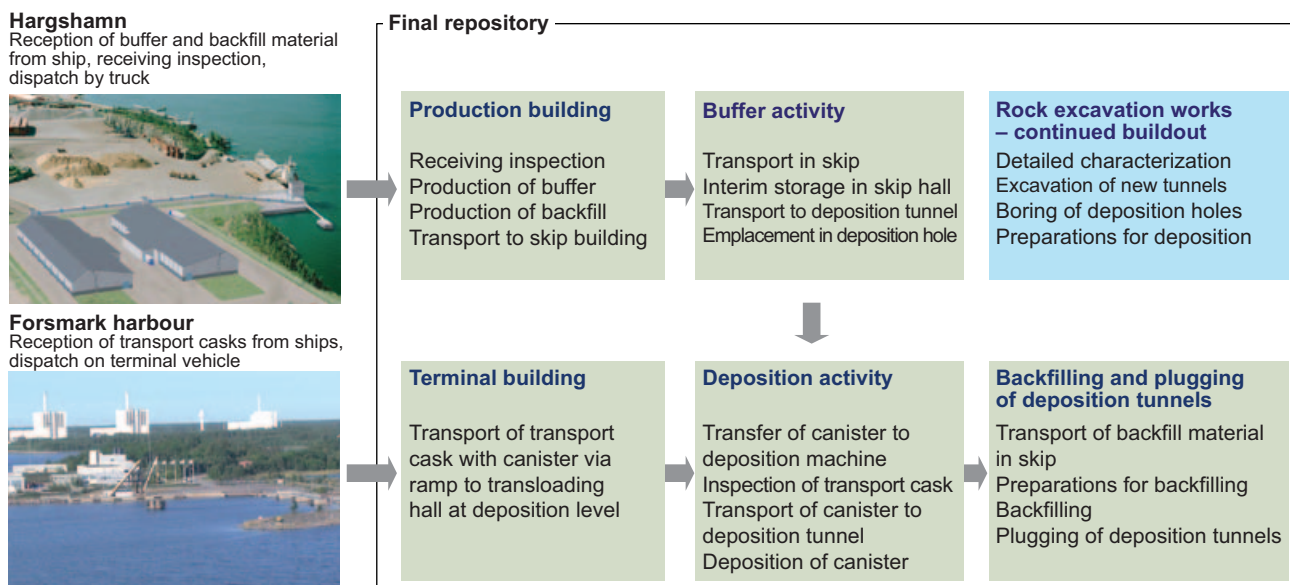 Hargshamn
Reception of buffer and backfill material
from ship, receiving inspection,
dispatch by truck
Final repository
Production building
Receiving inspection
Production of buffer
Production of backfill
Transport to skip building
Buffer activity
Transport in skip
Interim storage in skip hall
Transport to deposition tunnel
Emplacement in deposition hole
Rock excavation works
– continued buildout
Detailed characterization
Excavation of new tunnels
Boring of deposition holes
Preparations for deposition
Forsmark harbour
Reception of transport casks from ships,
dispatch on terminal vehicle
Terminal building
Transport of transport
cask with canister via
ramp to transloading
hall at deposition level
Deposition activity
Transfer of canister to
deposition machine
Inspection of transport cask
Transport of canister to
deposition tunnel
Deposition of canister
Backfilling and plugging
of deposition tunnels
Transport of backfill material
in skip
Preparations for backfilling
Backfilling
Plugging of deposition tunnels